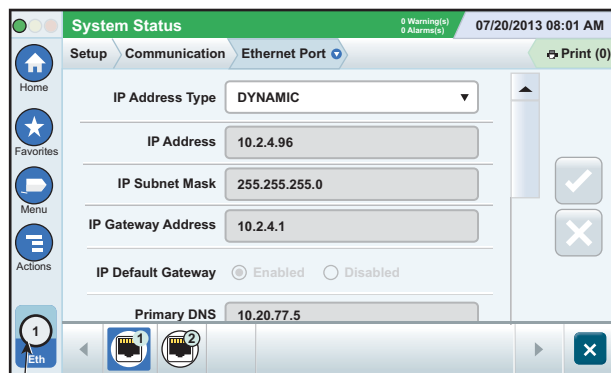 System Status
0 Warning(s)
0 Alarms(s)
07/20/2013 08:01 AM
Setup Communication Ethernet Port
Print (0)
Home
Favorites
Menu
Actions
IP Address Type DYNAMIC
IP Address 10.2.4.96
IP Subnet Mask 255.255.255.0
IP Gateway Address 10.2.4.1
IP Default Gateway Enabled Disabled
Primary DNS 10.20.77.5
1
Eth
1
2